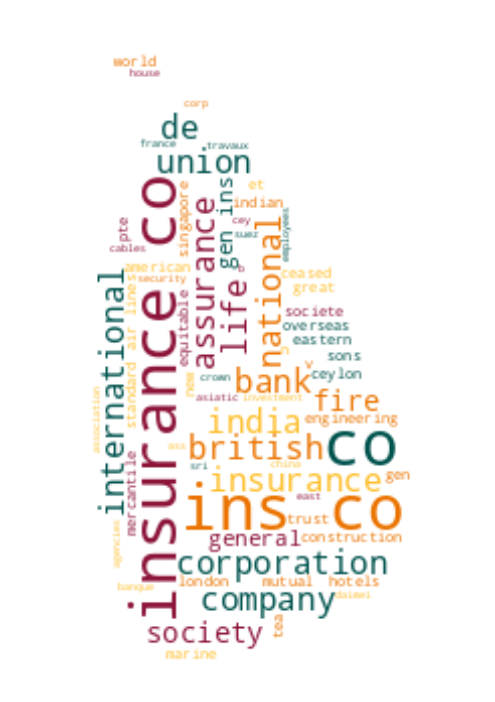 world
house
corp
de
france
travaux
union
insurance co
singapore
assurance
gen ins
et
indian
cey
suez
employees
national
pte
cables
american
security
international
standard
air lines
equitable
life
ceased
great
societe
overseas
eastern
sons
ceylon
crown
bank
new
asiatic
investment
fire
association
india
engineering
british
co
ass
sri
china
insurance
gen
mercantile
east
ins co
trust
general
construction
agencies
corporation
london
mutual
hotels
banque
company
daimei
society
tea
marine